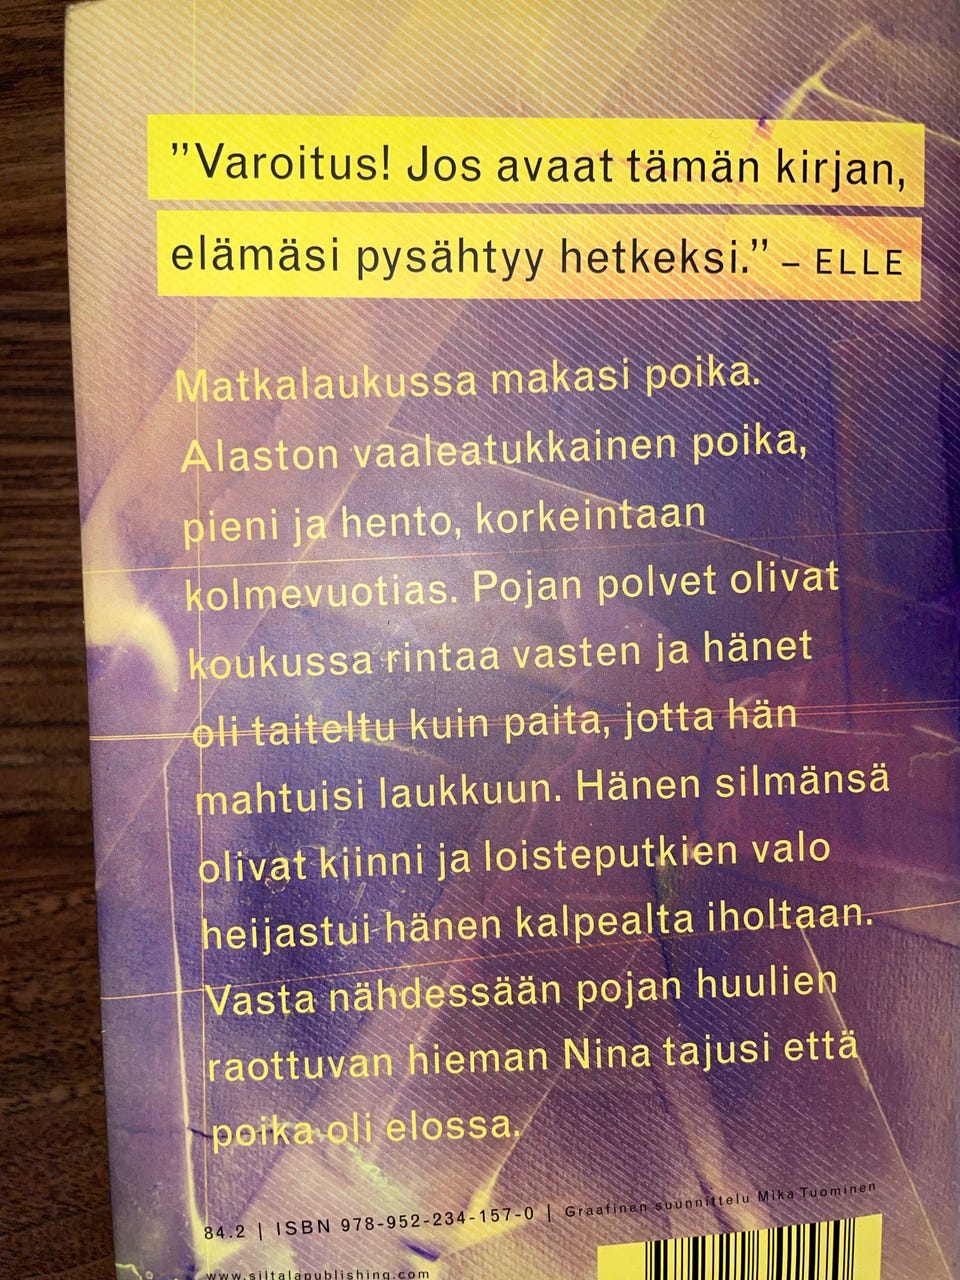 ”Varoitus! Jos avaat tämän kirjan,
elämäsi pysähtyy hetkeksi.” – ELLE
Matkalaukussa makasi poika.
Alaston vaaleatukkainen poika,
pieni ja hento, korkeintaan
kolmevuotias. Pojan polvet olivat
koukussa rintaa vasten ja hänet
oli taiteltu kuin paita, jotta hän
mahtuisi laukkuun. Hänen silmänsä
olivat kiinni ja loisteputkien valo
heijastui hänen kalpealta iholtaan.
Vasta nähdessään pojan huulien
raottuvan hieman Nina tajusi että
poika oli elossa.
84.2 | ISBN 978-952-234-157-0 | Graafinen suunnittelu Mika Tuominen
www.siltalapublishing.com